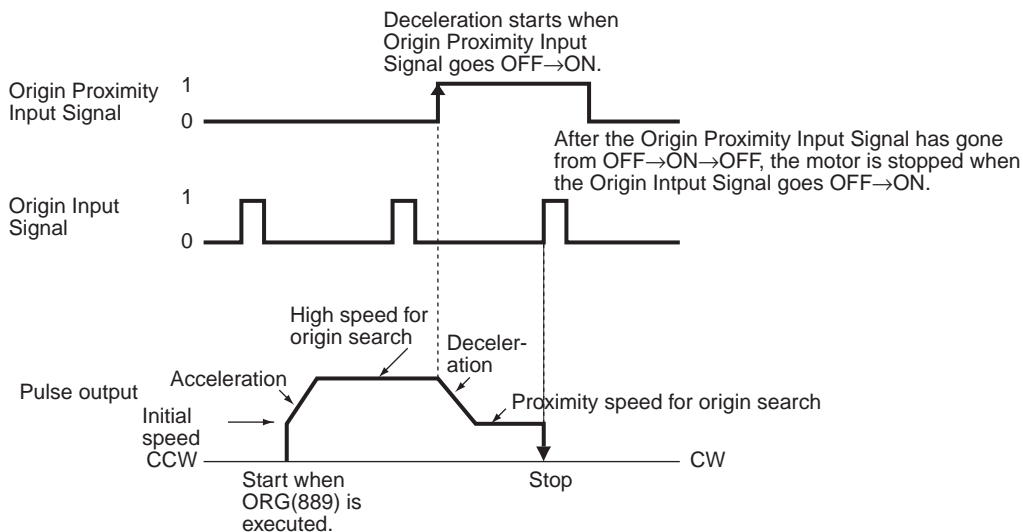 Deceleration starts when
Origin Proximity Input
Signal goes OFF→ON.
Origin Proximity
Input Signal
1
0
After the Origin Proximity Input Signal has gone
from OFF→ON→OFF, the motor is stopped when
the Origin Intput Signal goes OFF→ON.
Origin Input
Signal
1
0
High speed for
origin search
Deceler-
ation
Acceleration
Pulse output
Proximity speed for origin search
Initial
speed
CCW
CW
Start when
ORG(889) is
executed.
Stop